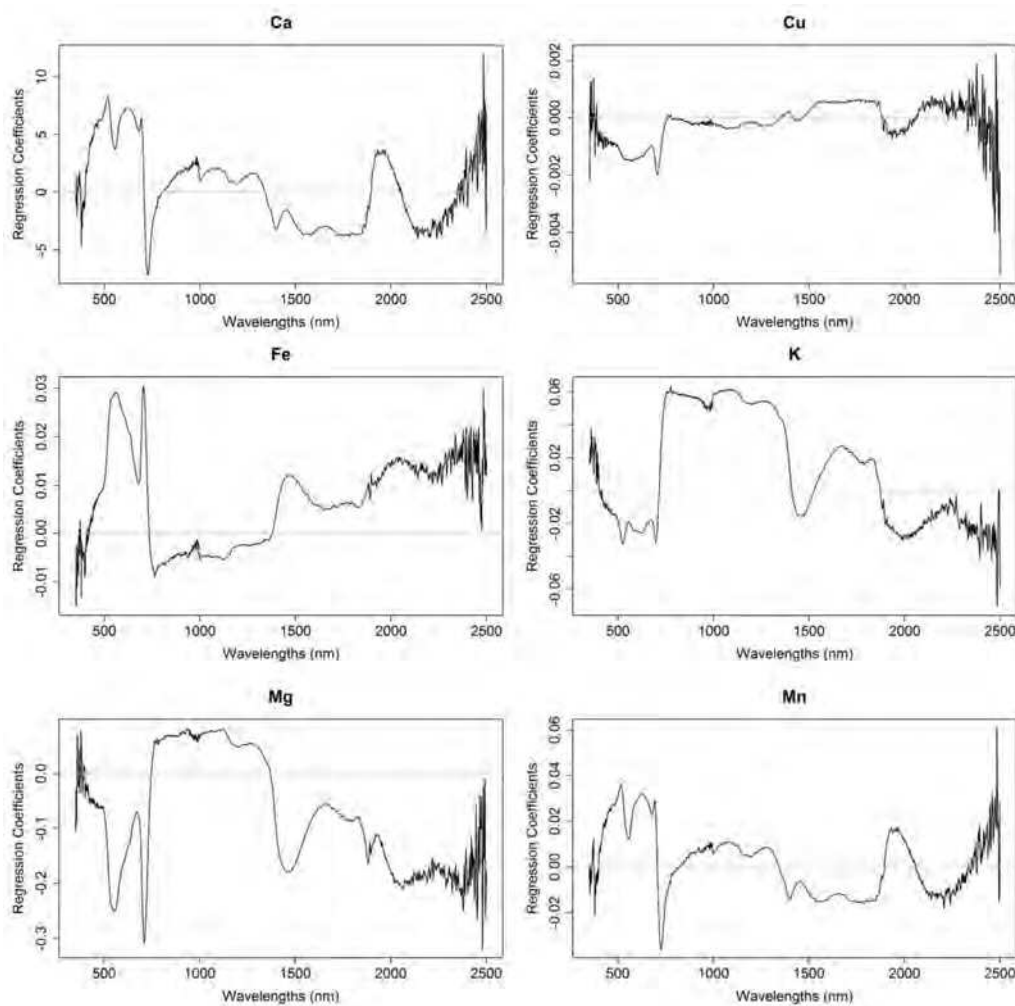 Ca
Regression Coefficients
10
5
0
-5
500 1000 1500 2000 2500
Wavelengths (nm)
Cu
Regression Coefficients
0.002
0.000
-0.002
-0.004
500 1000 1500 2000 2500
Wavelengths (nm)
Fe
Regression Coefficients
0.03
0.02
0.01
0.00
-0.01
500 1000 1500 2000 2500
Wavelengths (nm)
K
Regression Coefficients
0.06
0.02
-0.02
-0.06
500 1000 1500 2000 2500
Wavelengths (nm)
Mg
Regression Coefficients
0.0
-0.1
-0.2
-0.3
500 1000 1500 2000 2500
Wavelengths (nm)
Mn
Regression Coefficients
0.06
0.04
0.02
0.00
-0.02
500 1000 1500 2000 2500
Wavelengths (nm)